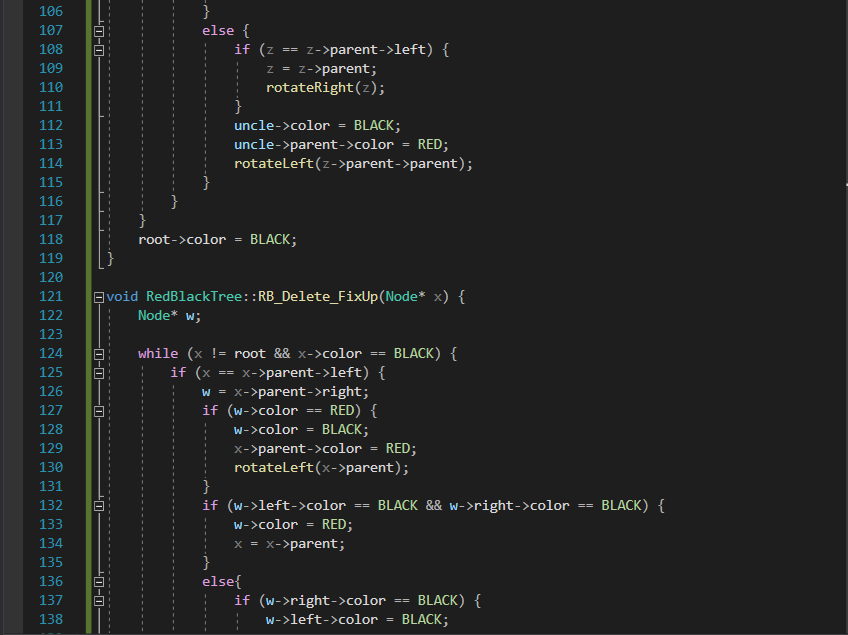 106 }
107 else {
108 if (z == z->parent->left) {
109 z = z->parent;
110 rotateRight(z);
111 }
112 uncle->color = BLACK;
113 uncle->parent->color = RED;
114 rotateLeft(z->parent->parent);
115 }
116 }
117 }
118 root->color = BLACK;
119 }
120
121 void RedBlackTree::RB_Delete_FixUp(Node* x) {
122 Node* w;
123
124 while (x != root && x->color == BLACK) {
125 if (x == x->parent->left) {
126 w = x->parent->right;
127 if (w->color == RED) {
128 w->color = BLACK;
129 x->parent->color = RED;
130 rotateLeft(x->parent);
131 }
132 if (w->left->color == BLACK && w->right->color == BLACK) {
133 w->color = RED;
134 x = x->parent;
135 }
136 else{
137 if (w->right->color == BLACK) {
138 w->left->color = BLACK;